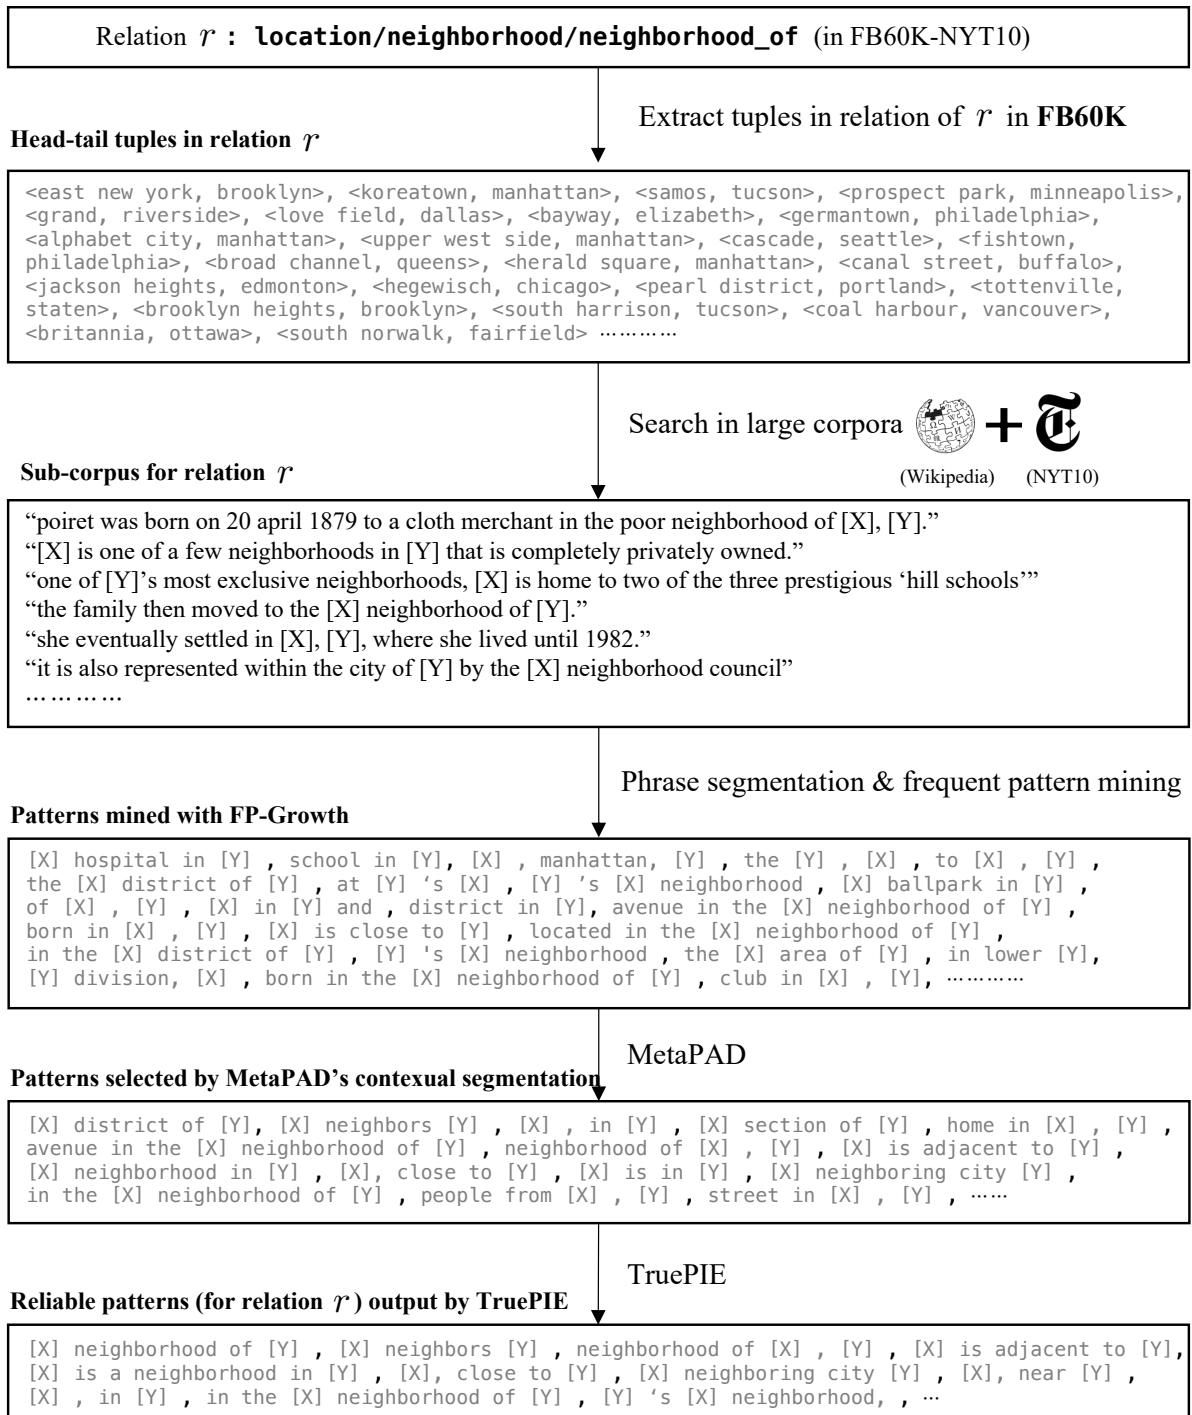 Relation r : location/neighborhood/neighborhood_of (in FB60K-NYT10)
Extract tuples in relation of r in FB60K
Head-tail tuples in relation r
<east new york, brooklyn>, <koreatown, manhattan>, <samos, tucson>, <prospect park, minneapolis>,
<grand, riverside>, <love field, dallas>, <bayway, elizabeth>, <germantown, philadelphia>,
<alphabet city, manhattan>, <upper west side, manhattan>, <cascade, seattle>, <fishtown,
philadelphia>, <broad channel, queens>, <herald square, manhattan>, <canal street, buffalo>,
<jackson heights, edmonton>, <hegewisch, chicago>, <pearl district, portland>, <tottenville,
staten>, <brooklyn heights, brooklyn>, <south harrison, tucson>, <coal harbour, vancouver>,
<britannia, ottawa>, <south norwalk, fairfield> …………
Search in large corpora
(Wikipedia) + (NYT10)
Sub-corpus for relation r
“poiret was born on 20 april 1879 to a cloth merchant in the poor neighborhood of [X], [Y].”
“[X] is one of a few neighborhoods in [Y] that is completely privately owned.”
“one of [Y]’s most exclusive neighborhoods, [X] is home to two of the three prestigious ‘hill schools’”
“the family then moved to the [X] neighborhood of [Y].”
“she eventually settled in [X], [Y], where she lived until 1982.”
“it is also represented within the city of [Y] by the [X] neighborhood council”
…………
Phrase segmentation & frequent pattern mining
Patterns mined with FP-Growth
[X] hospital in [Y] , school in [Y], [X] , manhattan, [Y] , the [Y] , [X] , to [X] , [Y] ,
the [X] district of [Y] , at [Y] ‘s [X] , [Y] ’s [X] neighborhood , [X] ballpark in [Y] ,
of [X] , [Y] , [X] in [Y] and , district in [Y], avenue in the [X] neighborhood of [Y] ,
born in [X] , [Y] , [X] is close to [Y] , located in the [X] neighborhood of [Y] ,
in the [X] district of [Y] , [Y] 's [X] neighborhood , the [X] area of [Y] , in lower [Y],
[Y] division, [X] , born in the [X] neighborhood of [Y] , club in [X] , [Y], …………
MetaPAD
Patterns selected by MetaPAD’s contexual segmentation
[X] district of [Y], [X] neighbors [Y] , [X] , in [Y] , [X] section of [Y] , home in [X] , [Y] ,
avenue in the [X] neighborhood of [Y] , neighborhood of [X] , [Y] , [X] is adjacent to [Y] ,
[X] neighborhood in [Y] , [X], close to [Y] , [X] is in [Y] , [X] neighboring city [Y] ,
in the [X] neighborhood of [Y] , people from [X] , [Y] , street in [X] , [Y] , ……
TruePIE
Reliable patterns (for relation r) output by TruePIE
[X] neighborhood of [Y] , [X] neighbors [Y] , neighborhood of [X] , [Y] , [X] is adjacent to [Y],
[X] is a neighborhood in [Y] , [X], close to [Y] , [X] neighboring city [Y] , [X], near [Y] ,
[X] , in [Y] , in the [X] neighborhood of [Y] , [Y] ‘s [X] neighborhood, , …